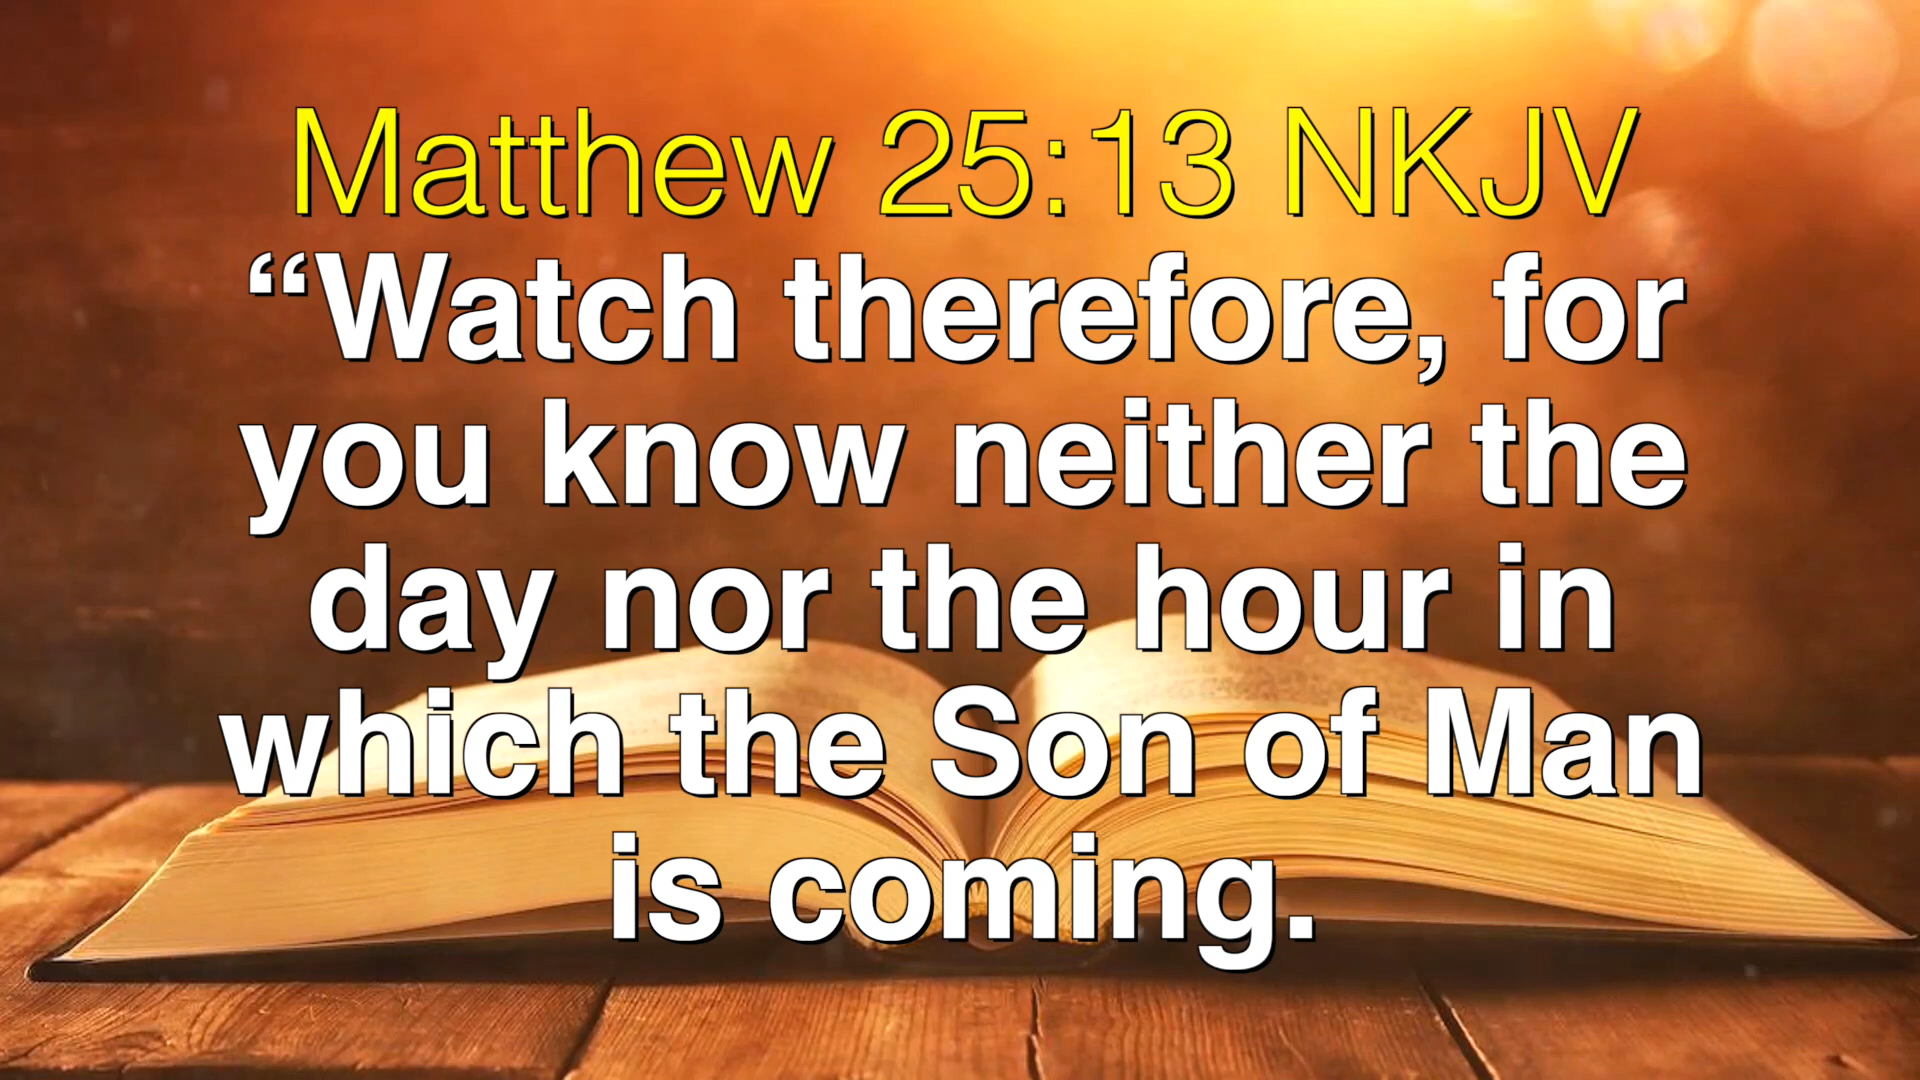 Matthew 25:13 NKJV
“Watch therefore, for
you know neither the
day nor the hour in
which the Son of Man
is coming.